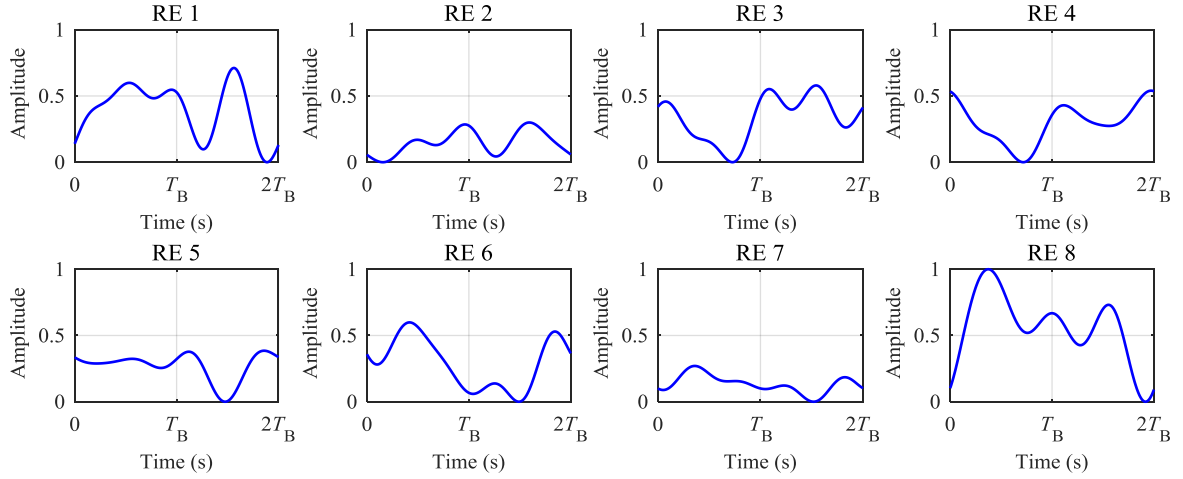 RE 1 RE 2 RE 3 RE 4
1 1 1 1
Amplitude Amplitude Amplitude Amplitude
0.5 0.5 0.5 0.5
0 0 0 0
0 T_B 2T_B 0 T_B 2T_B 0 T_B 2T_B 0 T_B 2T_B
Time (s) Time (s) Time (s) Time (s)
RE 5 RE 6 RE 7 RE 8
1 1 1 1
Amplitude Amplitude Amplitude Amplitude
0.5 0.5 0.5 0.5
0 0 0 0
0 T_B 2T_B 0 T_B 2T_B 0 T_B 2T_B 0 T_B 2T_B
Time (s) Time (s) Time (s) Time (s)